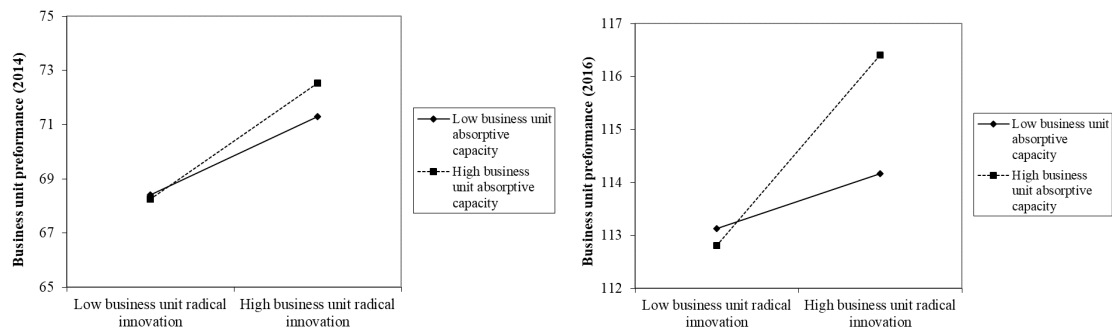 Business unit preformance (2014)
75
73
71
69
67
65
Low business unit radical
innovation
High business unit radical
innovation
Low business unit
absorptive
capacity
High business
unit absorptive
capacity
Business unit preformance (2016)
117
116
115
114
113
112
Low business unit radical
innovation
High business unit radical
innovation
Low business unit
absorptive
capacity
High business
unit absorptive
capacity